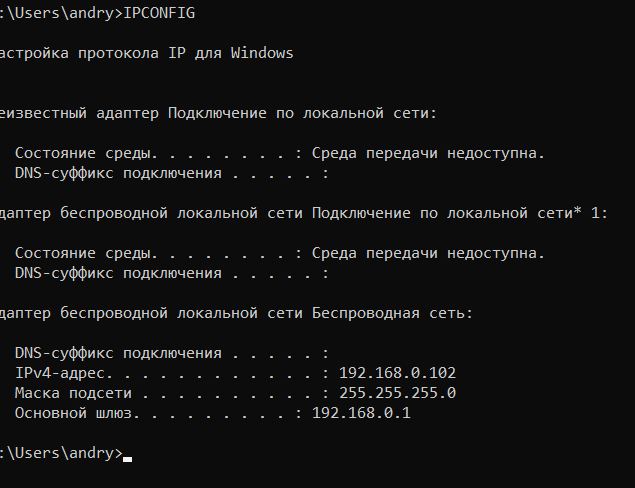 :\Users\andry>IPCONFIG
астройка протокола IP для Windows
еизвестный адаптер Подключение по локальной сети:
Состояние среды. . . . . . . . : Среда передачи недоступна.
DNS-суффикс подключения . . . . . :
даптер беспроводной локальной сети Подключение по локальной сети* 1:
Состояние среды. . . . . . . . : Среда передачи недоступна.
DNS-суффикс подключения . . . . . :
даптер беспроводной локальной сети Беспроводная сеть:
DNS-суффикс подключения . . . . . :
IPv4-адрес. . . . . . . . . . . . : 192.168.0.102
Маска подсети . . . . . . . . . . : 255.255.255.0
Основной шлюз. . . . . . . . . : 192.168.0.1
:\Users\andry>